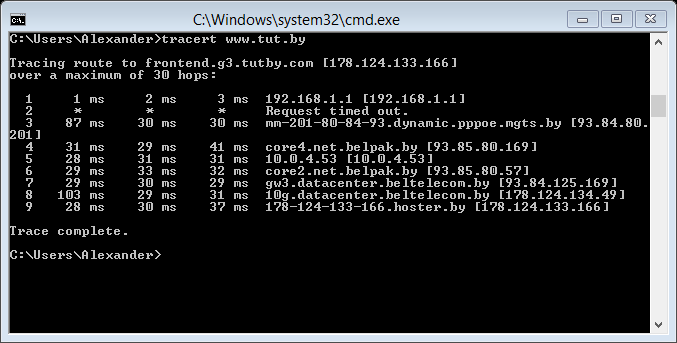 C:\Windows\system32\cmd.exe
C:\Users\Alexander>tracert www.tut.by
Tracing route to frontend.g3.tutby.com [178.124.133.166]
over a maximum of 30 hops:
1 1 ms 2 ms 3 ms 192.168.1.1 [192.168.1.1]
2 * * * Request timed out.
3 87 ms 30 ms 30 ms mm-201-80-84-93.dynamic.pppoe.mgts.by [93.84.80.
201]
4 31 ms 29 ms 41 ms core4.net.belpak.by [93.85.80.169]
5 28 ms 31 ms 31 ms 10.0.4.53 [10.0.4.53]
6 29 ms 33 ms 32 ms core2.net.belpak.by [93.85.80.57]
7 29 ms 30 ms 29 ms gw3.datacenter.beltelecom.by [93.84.125.169]
8 103 ms 29 ms 31 ms 10g.datacenter.beltelecom.by [178.124.134.49]
9 28 ms 30 ms 37 ms 178-124-133-166.hoster.by [178.124.133.166]
Trace complete.
C:\Users\Alexander>